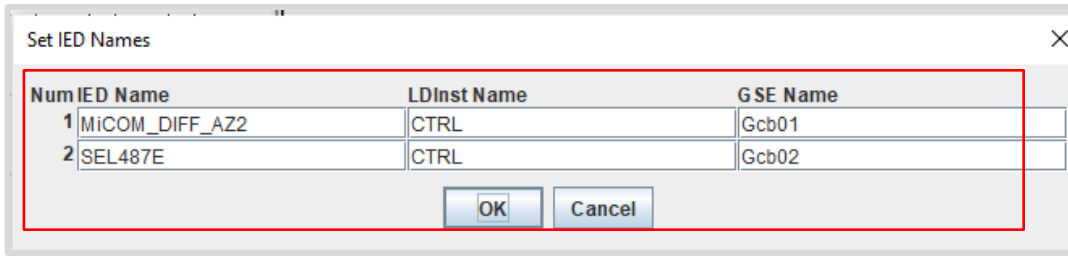 Set IED Names
Num IED Name LDInst Name GSE Name
1 MiCOM_DIFF_AZ2 CTRL Gcb01
2 SEL487E CTRL Gcb02
OK Cancel